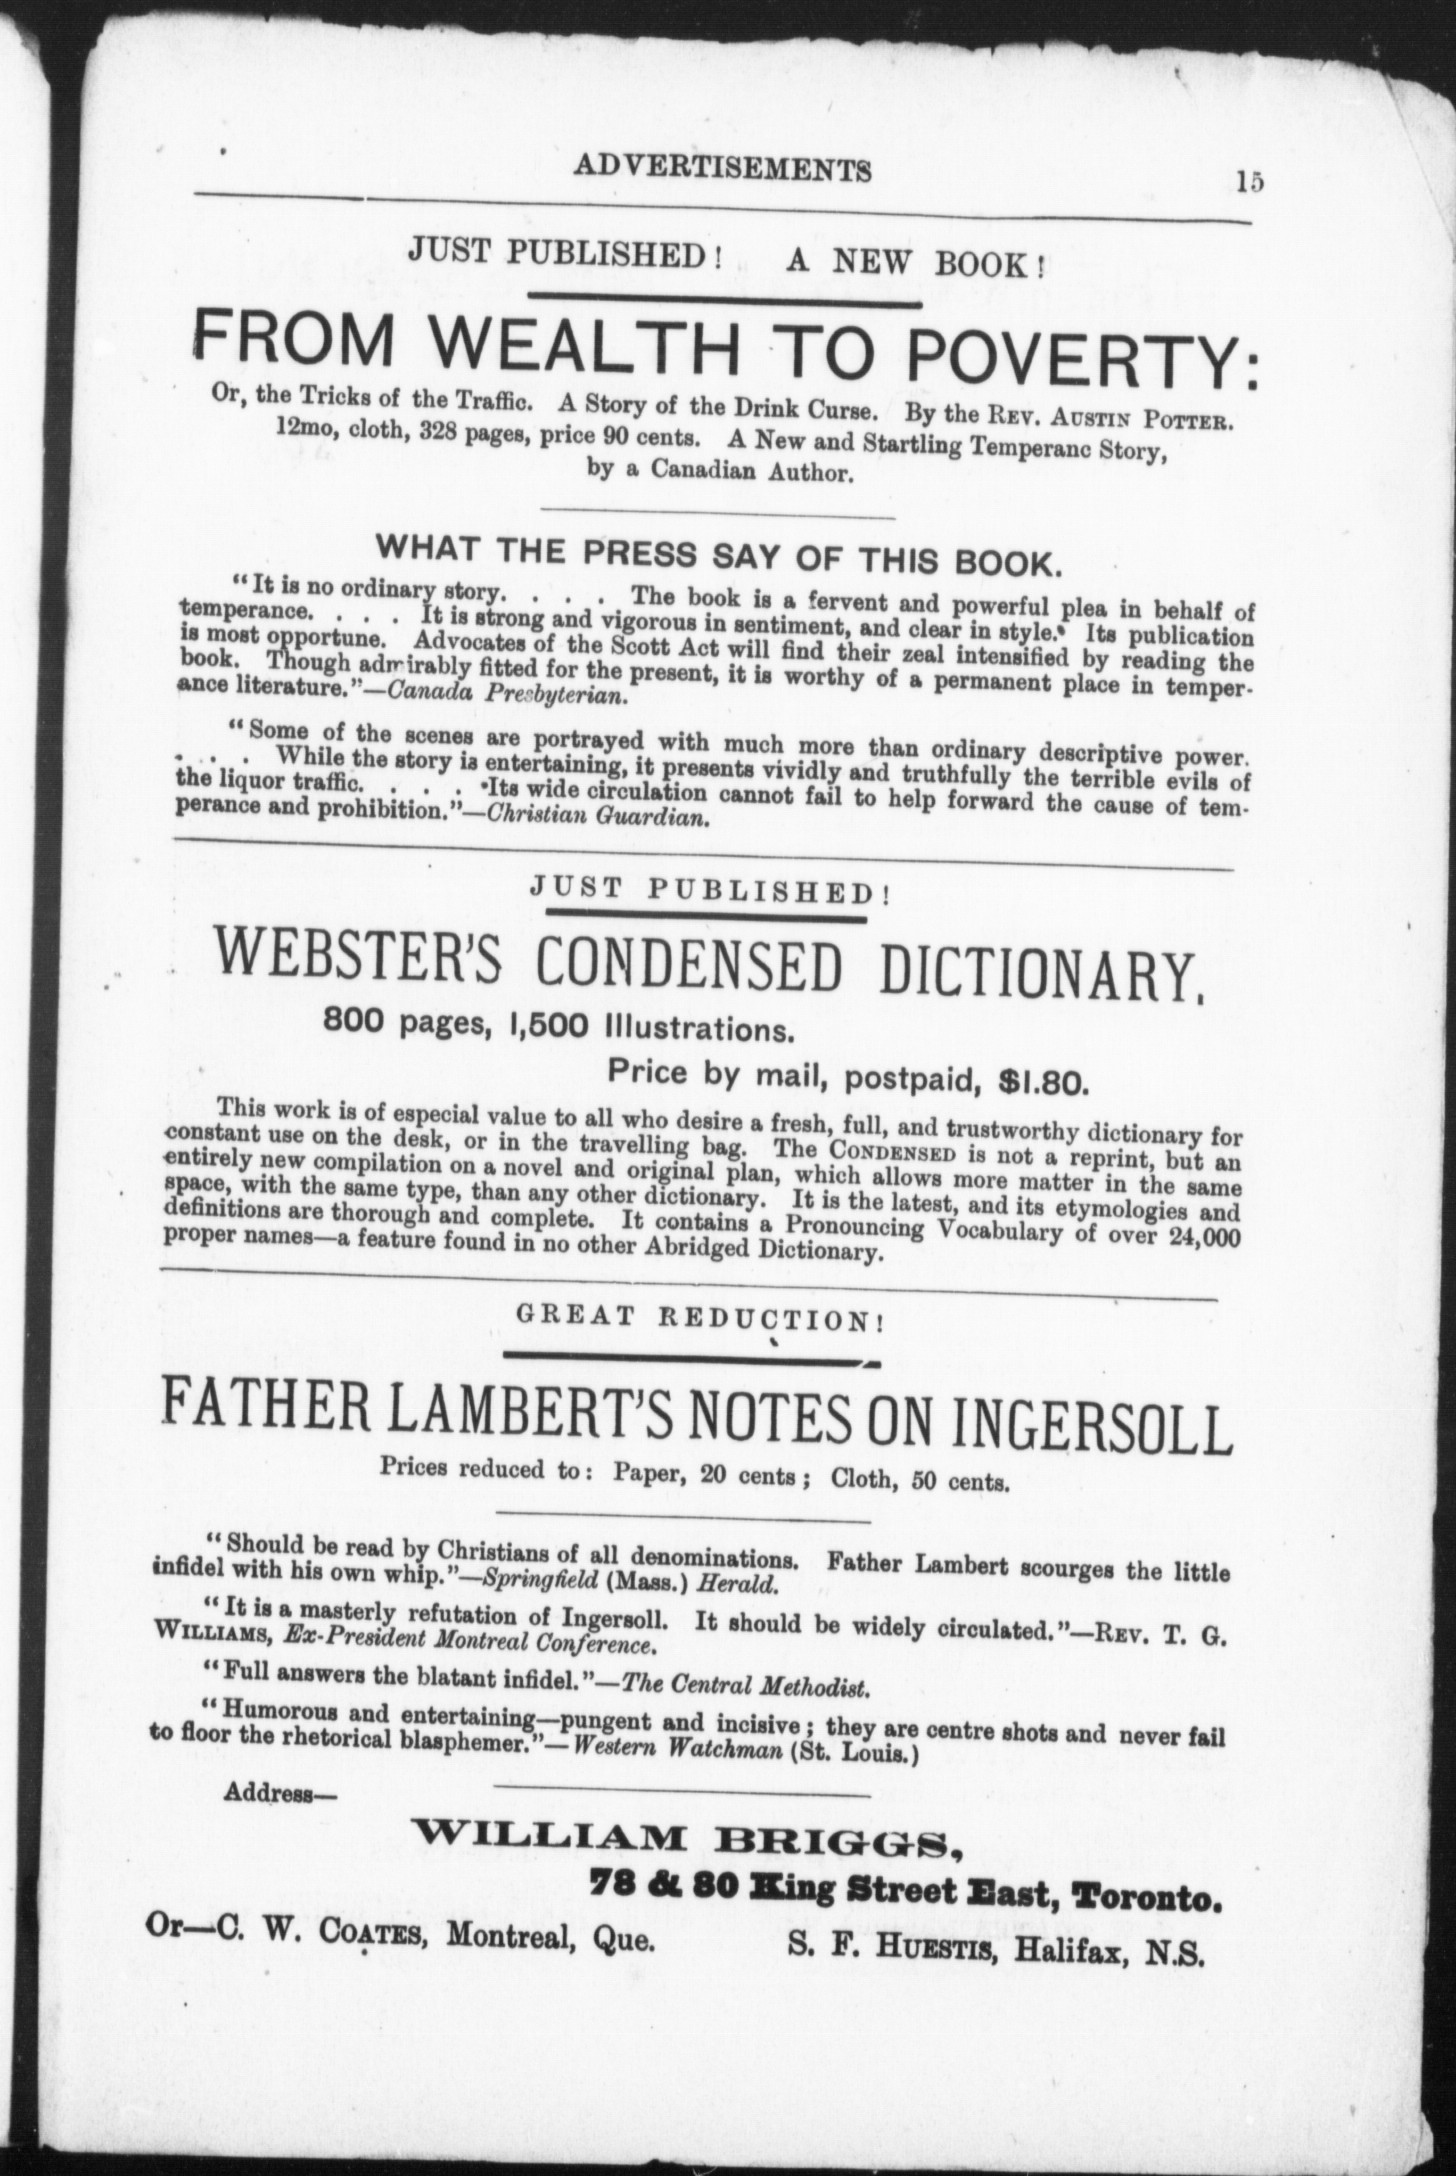 ADVERTISEMENTS 15
JUST PUBLISHED! A NEW BOOK!
FROM WEALTH TO POVERTY:
Or, the Tricks of the Traffic. A Story of the Drink Curse. By the REV. AUSTIN POTTER.
12mo, cloth, 328 pages, price 90 cents. A New and Startling Temperanc Story,
by a Canadian Author.
WHAT THE PRESS SAY OF THIS BOOK.
"It is no ordinary story. . . . . The book is a fervent and powerful plea in behalf of
temperance. . . . . It is strong and vigorous in sentiment, and clear in style. Its publication
is most opportune. Advocates of the Scott Act will find their zeal intensified by reading the
book. Though admirably fitted for the present, it is worthy of a permanent place in temper-
ance literature."—Canada Presbyterian.
"Some of the scenes are portrayed with much more than ordinary descriptive power.
. . . . While the story is entertaining, it presents vividly and truthfully the terrible evils of
the liquor traffic. . . . . Its wide circulation cannot fail to help forward the cause of tem-
perance and prohibition."—Christian Guardian.
JUST PUBLISHED!
WEBSTER'S CONDENSED DICTIONARY.
800 pages, 1,500 Illustrations.
Price by mail, postpaid, $1.80.
This work is of especial value to all who desire a fresh, full, and trustworthy dictionary for
constant use on the desk, or in the travelling bag. The CONDENSED is not a reprint, but an
entirely new compilation on a novel and original plan, which allows more matter in the same
space, with the same type, than any other dictionary. It is the latest, and its etymologies and
definitions are thorough and complete. It contains a Pronouncing Vocabulary of over 24,000
proper names—a feature found in no other Abridged Dictionary.
GREAT REDUCTION!
FATHER LAMBERT'S NOTES ON INGERSOLL
Prices reduced to: Paper, 20 cents; Cloth, 50 cents.
"Should be read by Christians of all denominations. Father Lambert scourges the little
infidel with his own whip."—Springfield (Mass.) Herald.
"It is a masterly refutation of Ingersoll. It should be widely circulated."—REV. T. G.
WILLIAMS, Ex-President Montreal Conference.
"Full answers the blatant infidel."—The Central Methodist.
"Humorous and entertaining—pungent and incisive; they are centre shots and never fail
to floor the rhetorical blasphemer."—Western Watchman (St. Louis.)
Address—
WILLIAM BRIGGS,
78 & 80 King Street East, Toronto.
Or—C. W. COATES, Montreal, Que. S. F. HUESTIS, Halifax, N.S.